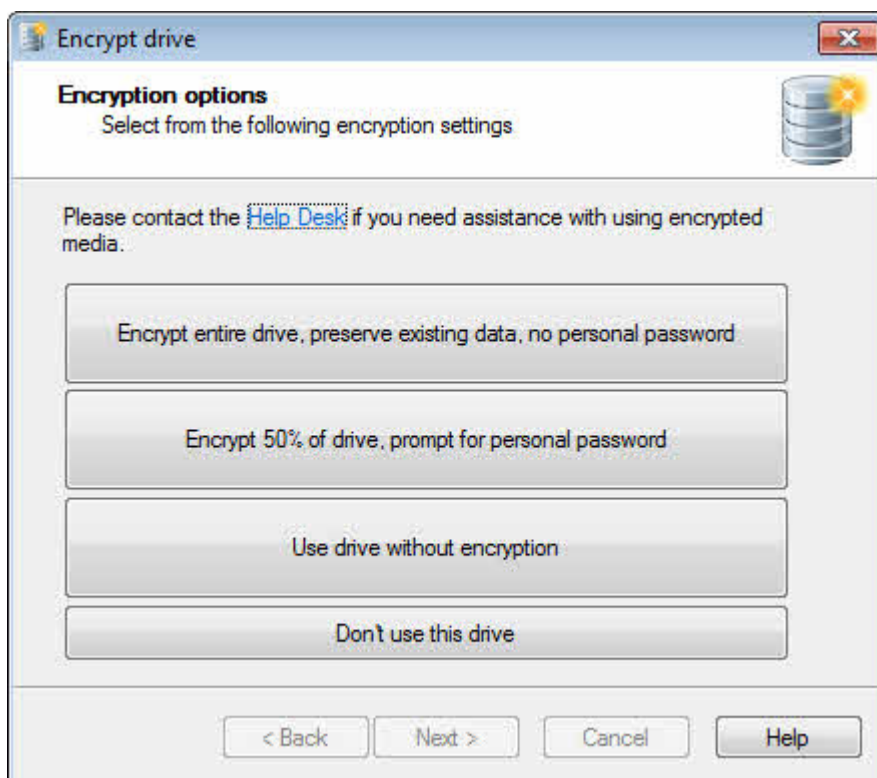 Encrypt drive
Encryption options
Select from the following encryption settings
Please contact the Help Desk if you need assistance with using encrypted
media.
Encrypt entire drive, preserve existing data, no personal password
Encrypt 50% of drive, prompt for personal password
Use drive without encryption
Don't use this drive
< Back Next > Cancel Help